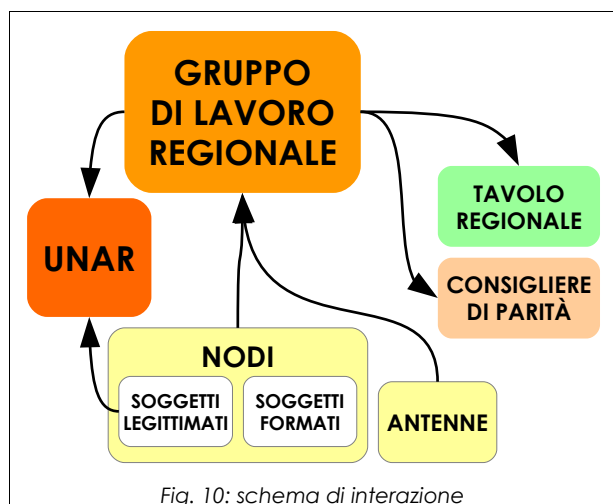 GRUPPO
DI LAVORO
REGIONALE
TAVOLO
REGIONALE
UNAR
CONSIGLIERE
DI PARITÀ
NODI
SOGGETTI
LEGITTIMATI
SOGGETTI
FORMATI
ANTENNE
Fig. 10: schema di interazione